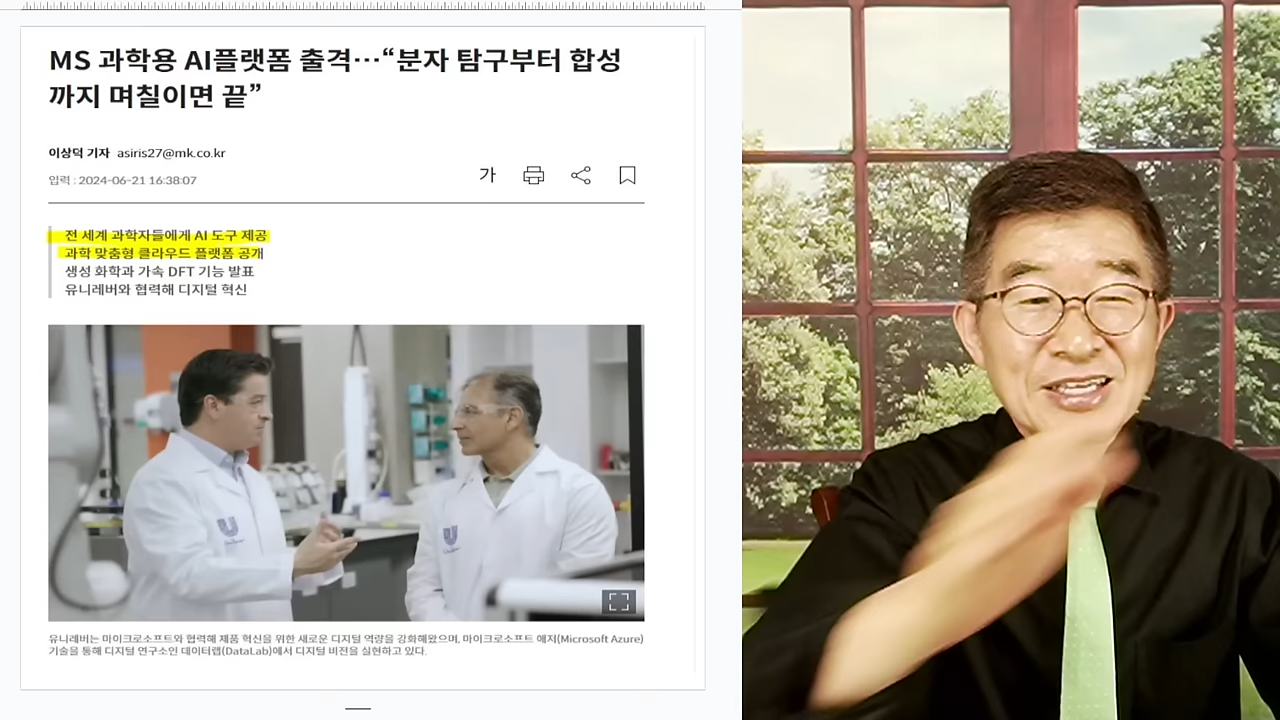 MS 과학용 AI플랫폼 출격…“분자 탐구부터 합성
까지 며칠이면 끝”
이상덕 기자 asiris27@mk.co.kr
입력 : 2024-06-21 16:38:07
가
전 세계 과학자들에게 AI 도구 제공
과학 맞춤형 클라우드 플랫폼 공개
생성 화학과 가속 DFT 기능 발표
유니레버와 협력해 디지털 혁신
유니레버는 마이크로소프트와 협력해 제품 혁신을 위한 새로운 디지털 역량을 강화해왔으며, 마이크로소프트 애저(Microsoft Azure)
기술을 통해 디지털 연구소인 데이터랩(DataLab)에서 디지털 비전을 실현하고 있다.